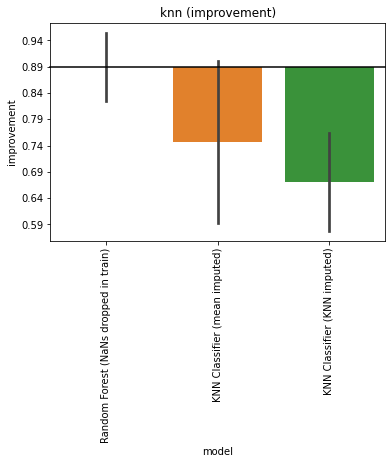 knn (improvement)
0.94
0.89
0.84
0.79
0.74
0.69
0.64
0.59
improvement
Random Forest (NaNs dropped in train)
KNN Classifier (mean imputed)
KNN Classifier (KNN imputed)
model